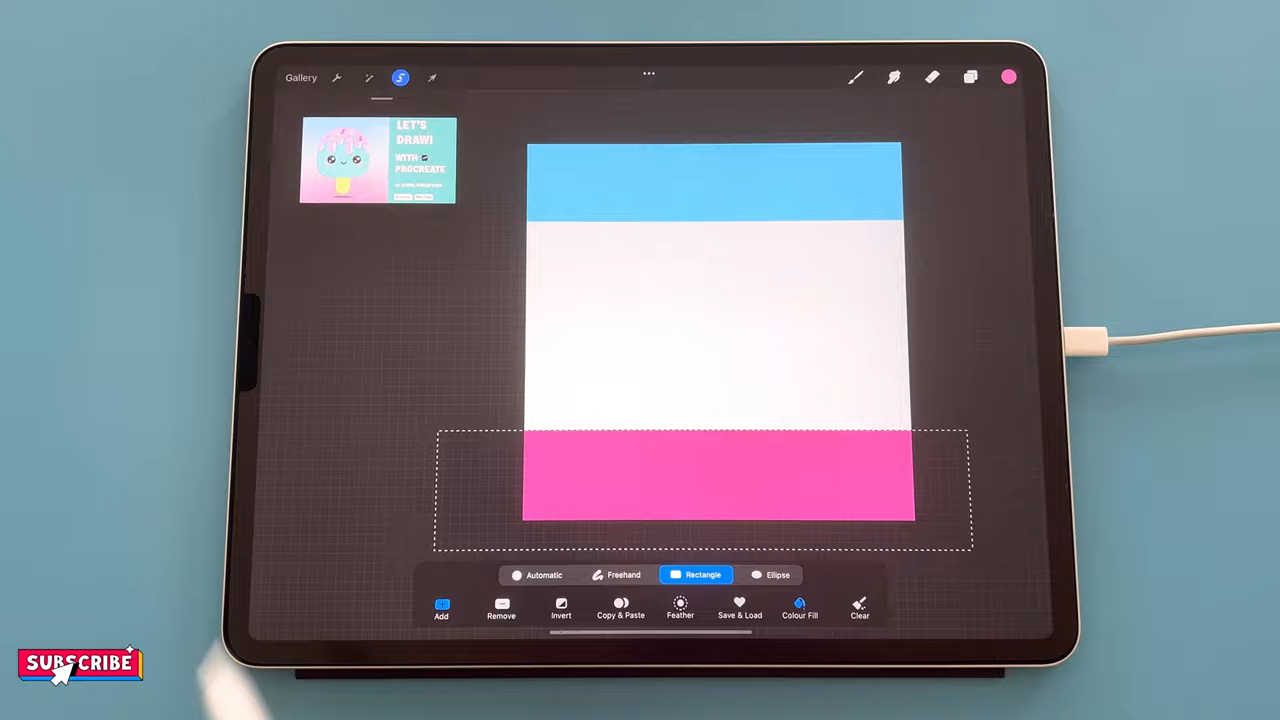 Gallery
LET'S
DRAW!
WITH
PROCREATE
Automatic
Freehand
Rectangle
Ellipse
Add
Remove
Invert
Copy & Paste
Feather
Save & Load
Colour Fill
Clear
SUBSCRIBE